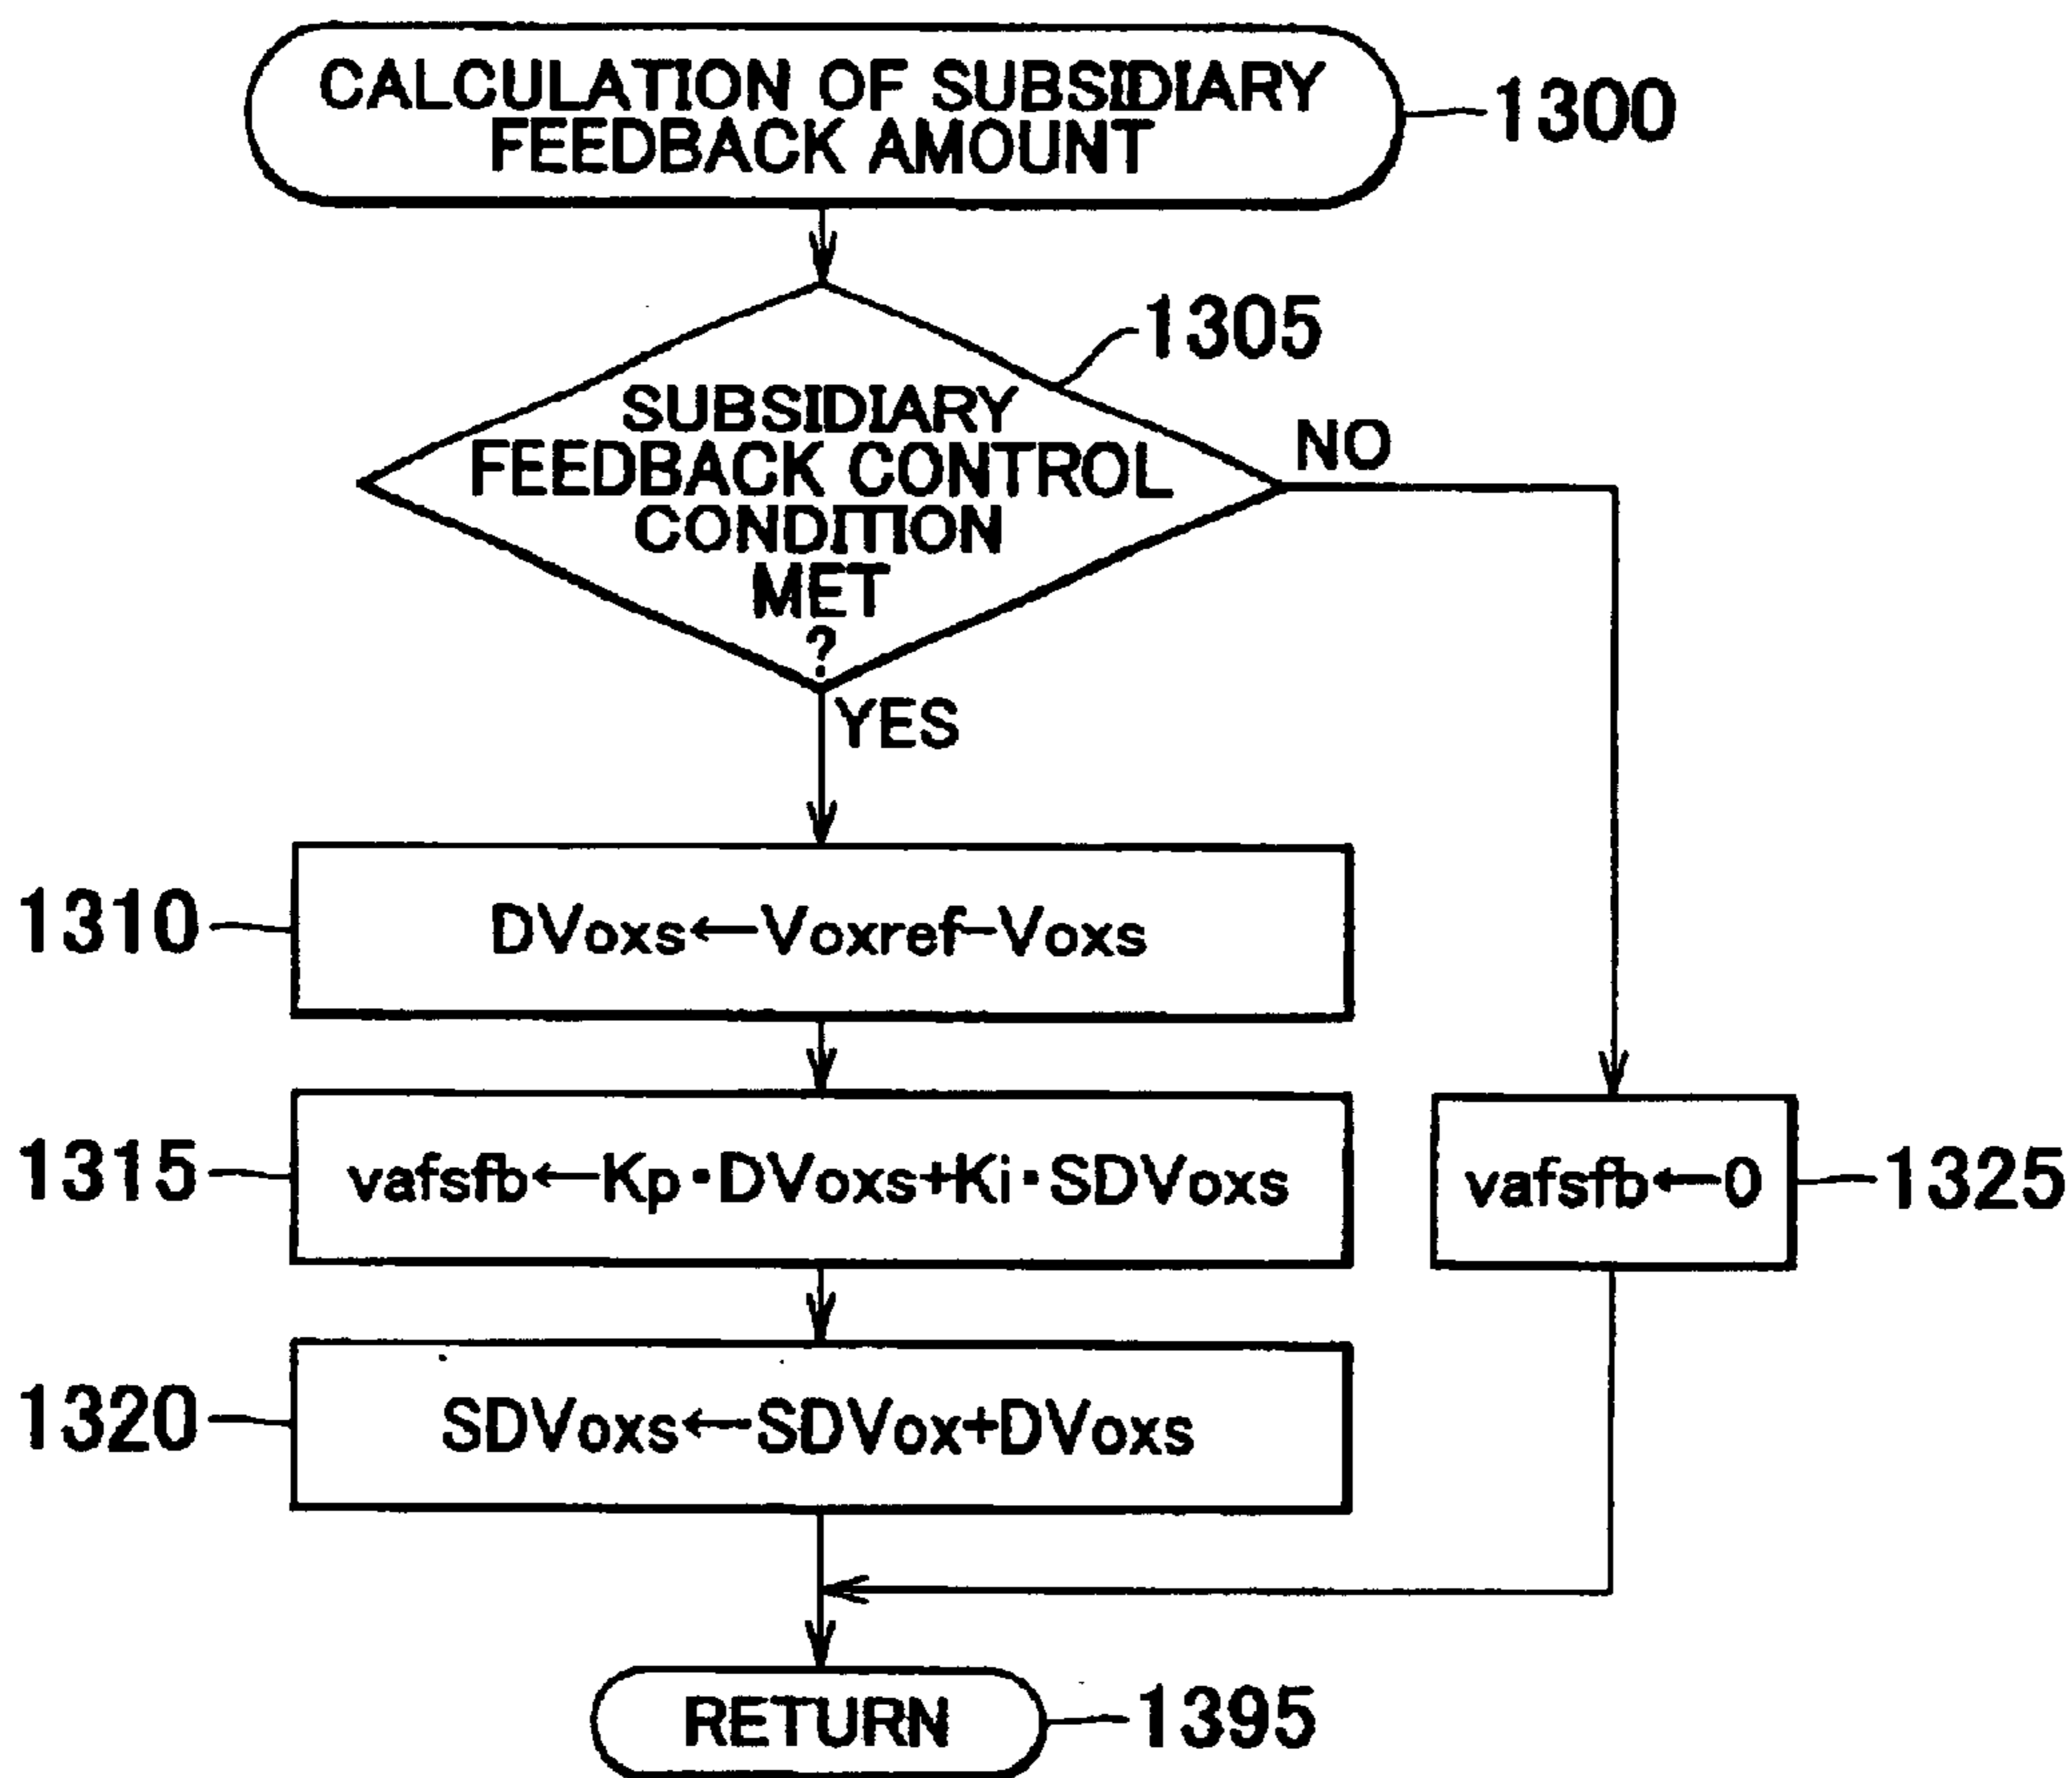 CALCULATION OF SUBSIDIARY
FEEDBACK AMOUNT
1300
1305
SUBSIDIARY
FEEDBACK CONTROL
CONDITION
MET
?
NO
YES
1310
DVoxs←Voxref-Voxs
1315
vafsfb←Kp·DVoxs+Ki·SDVoxs
vafsfb←0
1325
1320
SDVoxs←SDVox+DVoxs
RETURN
1395